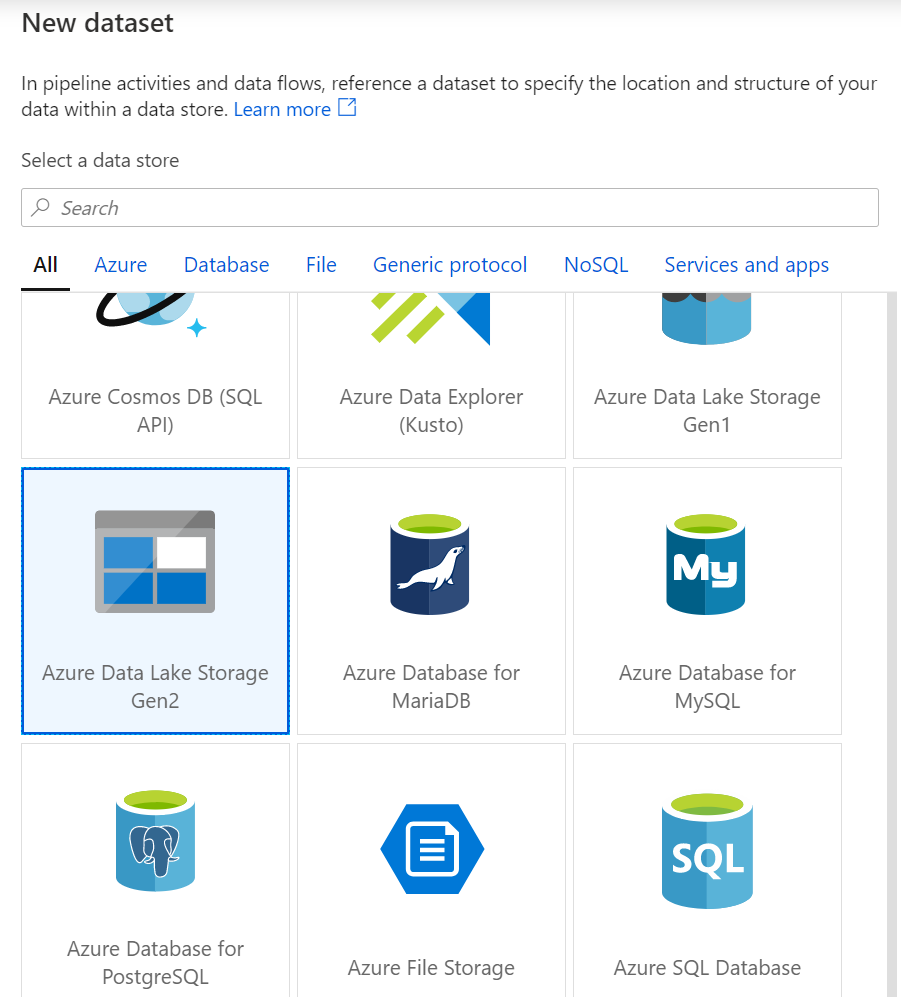 New dataset
In pipeline activities and data flows, reference a dataset to specify the location and structure of your
data within a data store. Learn more
Select a data store
Search
All Azure Database File Generic protocol NoSQL Services and apps
Azure Cosmos DB (SQL
API)
Azure Data Explorer
(Kusto)
Azure Data Lake Storage
Gen1
Azure Data Lake Storage
Gen2
Azure Database for
MariaDB
My
Azure Database for
MySQL
Azure Database for
PostgreSQL
Azure File Storage
SQL
Azure SQL Database